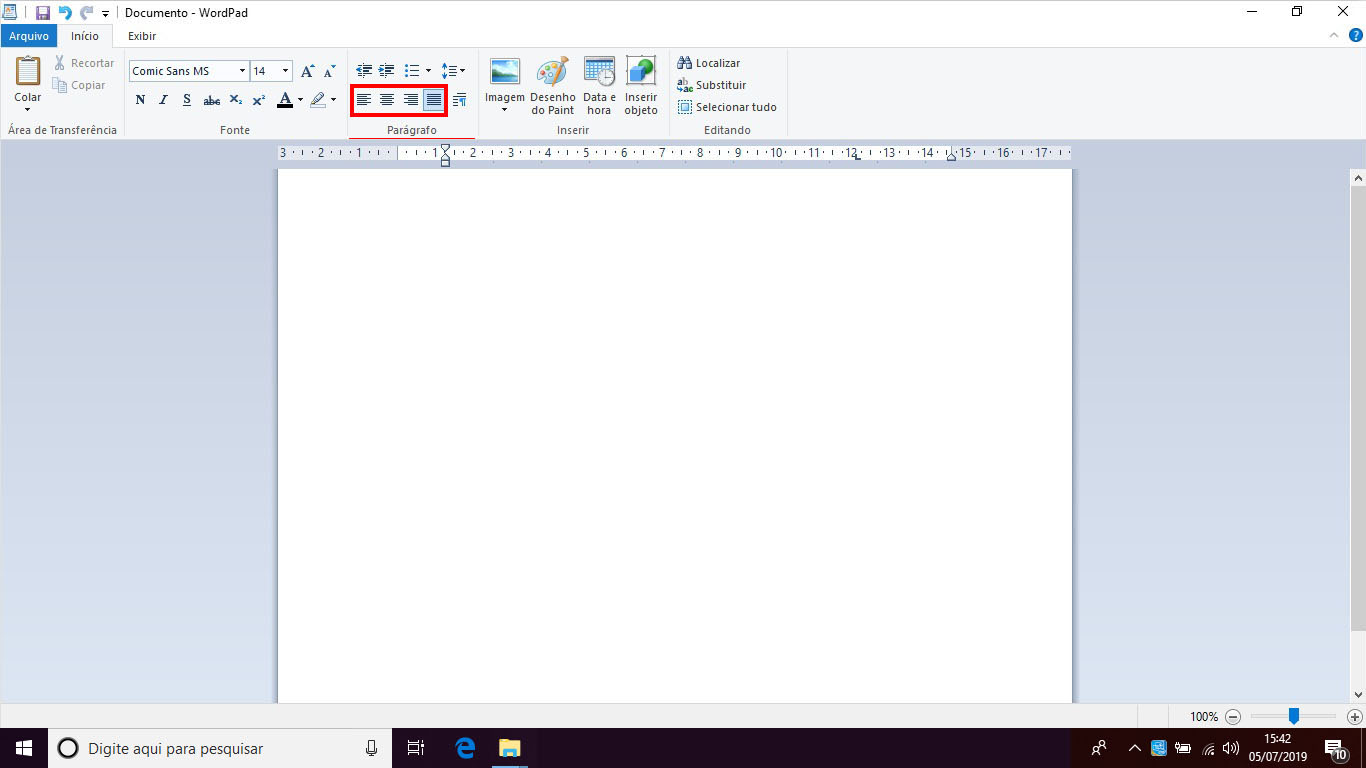 Documento - WordPad
Arquivo Início Exibir
Colar
Recortar
Copiar
Área de Transferência
Comic Sans MS 14
N I S abc X₂ X² A
Fonte
Parágrafo
Imagem
Desenho do Paint
Data e hora
Inserir objeto
Inserir
Localizar
Substituir
Selecionar tudo
Editando
3 2 1 1 2 3 4 5 6 7 8 9 10 11 12 13 14 15 16 17
100%
Digite aqui para pesquisar
15:42
05/07/2019
10